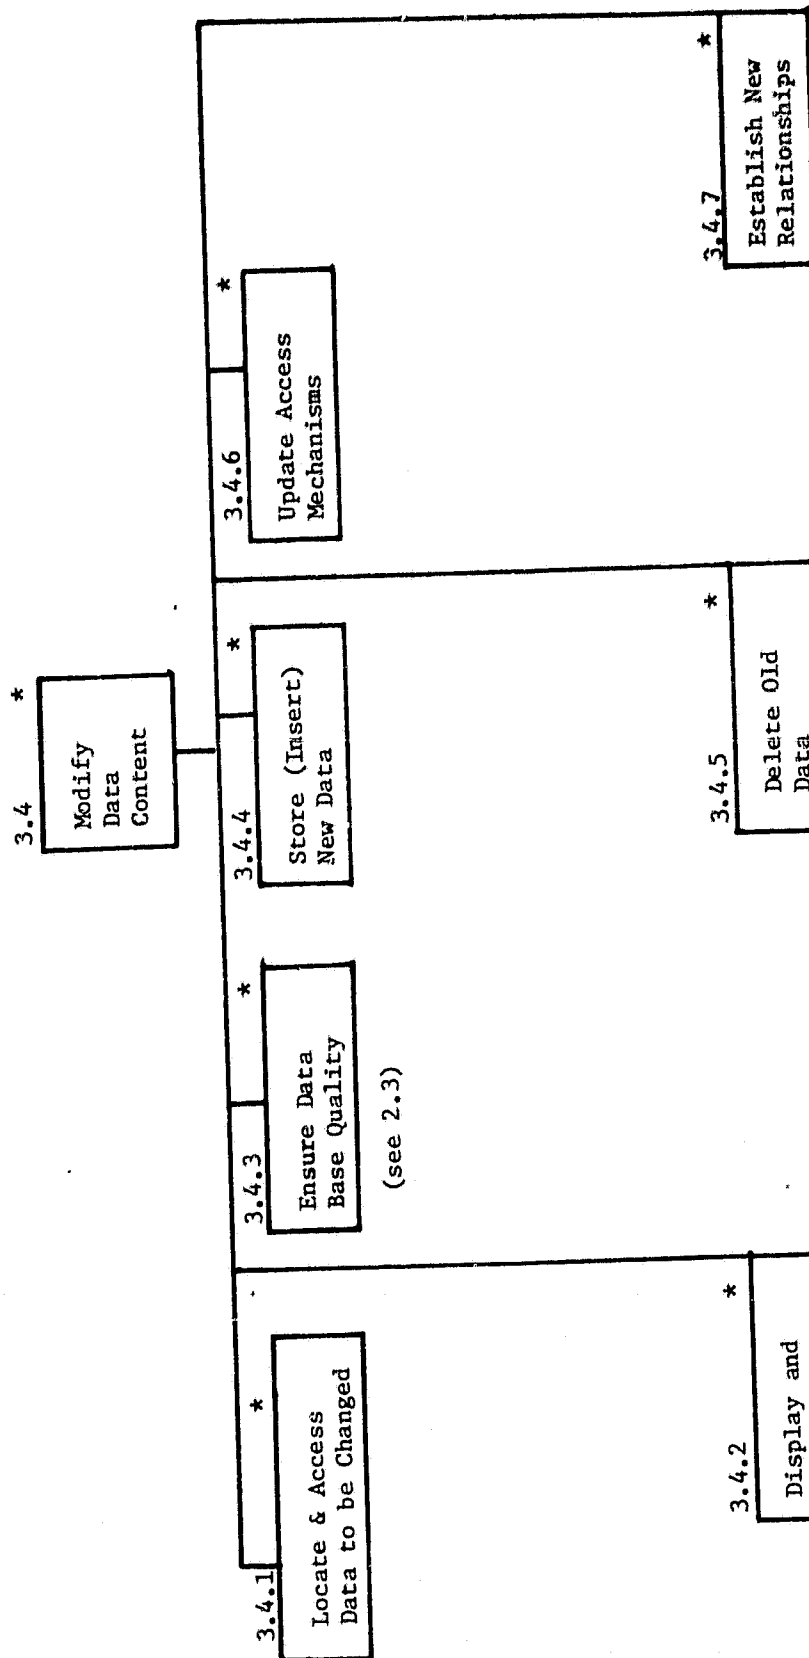 3.4 *
Modify
Data
Content
3.4.1 *
Locate & Access
Data to be Changed
3.4.3 *
Ensure Data
Base Quality
(see 2.3)
3.4.4 *
Store (Insert)
New Data
3.4.6 *
Update Access
Mechanisms
3.4.2 *
Display and
3.4.5 *
Delete Old
Data
3.4.7 *
Establish New
Relationships